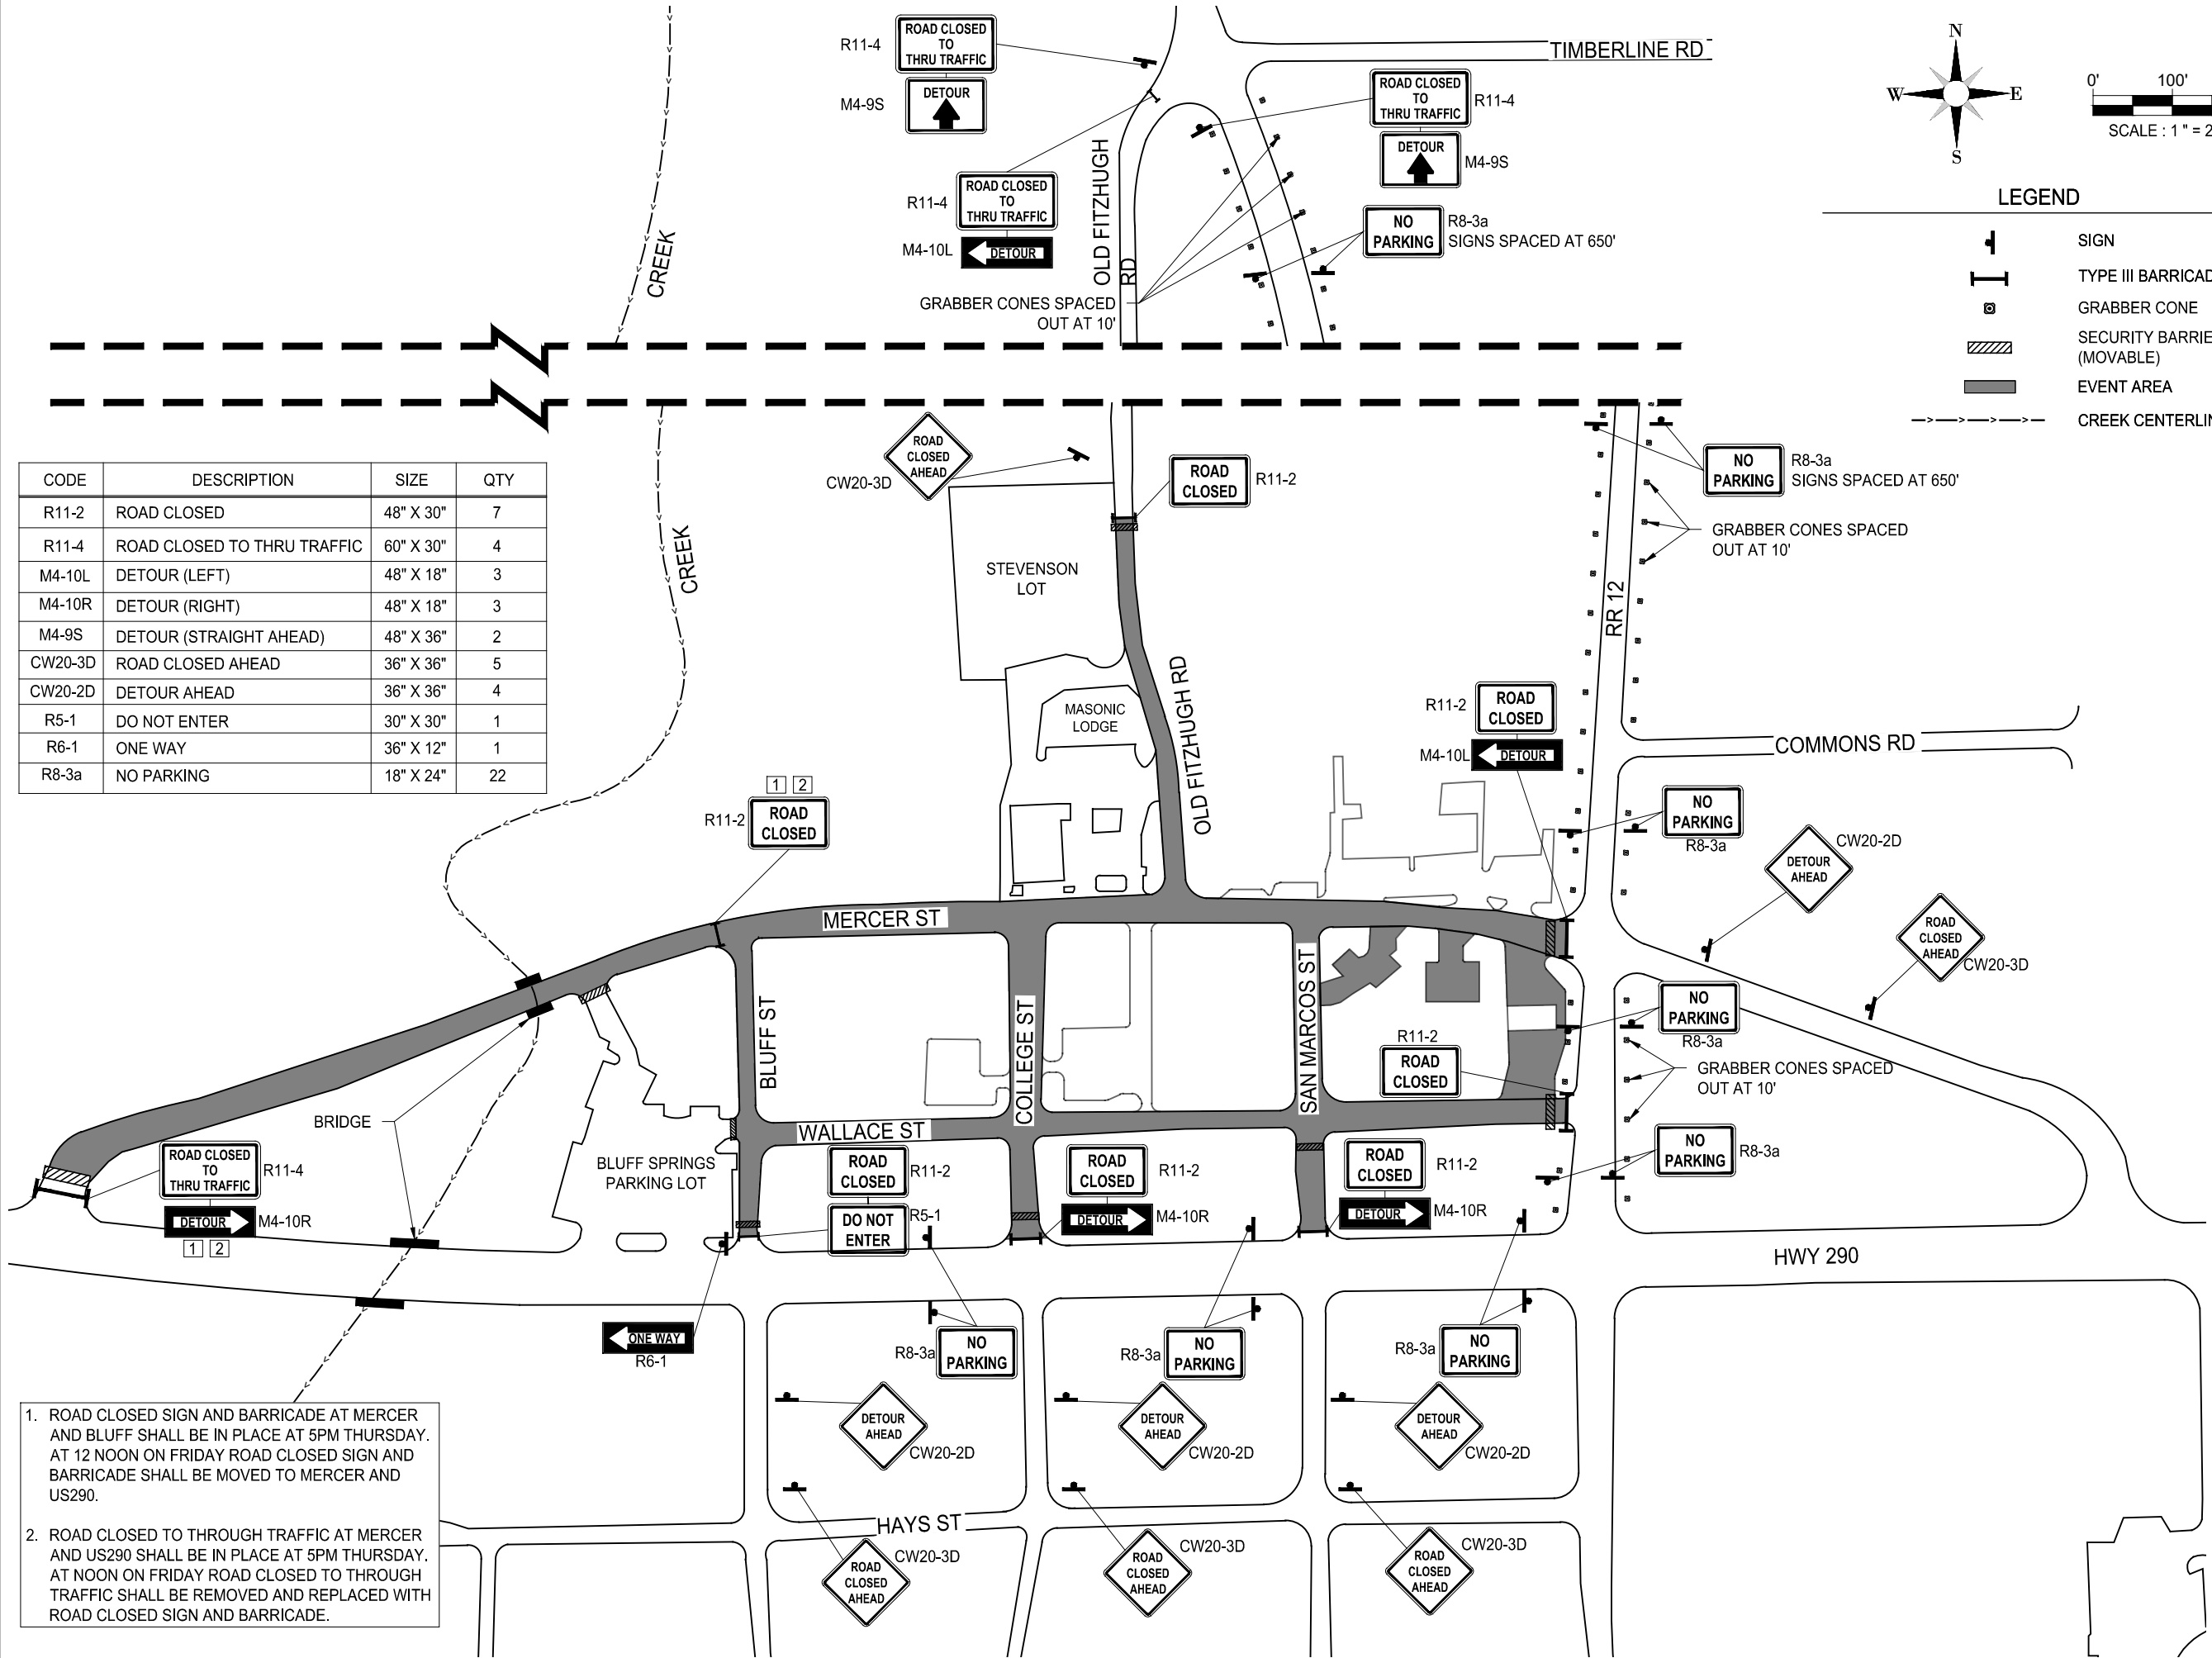 R11-4
ROAD CLOSED
TO
THRU TRAFFIC
M4-9S
DETOUR
TIMBERLINE RD
ROAD CLOSED
TO
THRU TRAFFIC
R11-4
DETOUR
M4-9S
N
W
E
S
0'
100'
SCALE : 1 " = 2
R11-4
ROAD CLOSED
TO
THRU TRAFFIC
M4-10L
DETOUR
OLD FITZHUGH
RD
NO
PARKING
R8-3a
SIGNS SPACED AT 650'
GRABBER CONES SPACED
OUT AT 10'
CREEK
LEGEND
SIGN
TYPE III BARRICAD
GRABBER CONE
SECURITY BARRIE
(MOVABLE)
EVENT AREA
CREEK CENTERLIN
CODE DESCRIPTION SIZE QTY
R11-2 ROAD CLOSED 48" X 30" 7
R11-4 ROAD CLOSED TO THRU TRAFFIC 60" X 30" 4
M4-10L DETOUR (LEFT) 48" X 18" 3
M4-10R DETOUR (RIGHT) 48" X 18" 3
M4-9S DETOUR (STRAIGHT AHEAD) 48" X 36" 2
CW20-3D ROAD CLOSED AHEAD 36" X 36" 5
CW20-2D DETOUR AHEAD 36" X 36" 4
R5-1 DO NOT ENTER 30" X 30" 1
R6-1 ONE WAY 36" X 12" 1
R8-3a NO PARKING 18" X 24" 22
CREEK
ROAD
CLOSED
AHEAD
CW20-3D
ROAD
CLOSED
R11-2
STEVENSON
LOT
MASONIC
LODGE
OLD FITZHUGH RD
NO
PARKING
R8-3a
SIGNS SPACED AT 650'
GRABBER CONES SPACED
OUT AT 10'
RR 12
R11-2
ROAD
CLOSED
M4-10L
DETOUR
COMMONS RD
NO
PARKING
R8-3a
DETOUR
AHEAD
CW20-2D
ROAD
CLOSED
AHEAD
CW20-3D
1 2
R11-2
ROAD
CLOSED
MERCER ST
BLUFF ST
COLLEGE ST
SAN MARCOS ST
R11-2
ROAD
CLOSED
NO
PARKING
R8-3a
GRABBER CONES SPACED
OUT AT 10'
NO
PARKING
R8-3a
BRIDGE
WALLACE ST
BLUFF SPRINGS
PARKING LOT
ROAD CLOSED
TO
THRU TRAFFIC
R11-4
DETOUR
M4-10R
1 2
ROAD
CLOSED
R11-2
DO NOT
ENTER
R5-1
ROAD
CLOSED
R11-2
DETOUR
M4-10R
ROAD
CLOSED
R11-2
DETOUR
M4-10R
HWY 290
ONE WAY
R6-1
R8-3a
NO
PARKING
R8-3a
NO
PARKING
R8-3a
NO
PARKING
DETOUR
AHEAD
CW20-2D
DETOUR
AHEAD
CW20-2D
DETOUR
AHEAD
CW20-2D
HAYS ST
ROAD
CLOSED
AHEAD
CW20-3D
ROAD
CLOSED
AHEAD
CW20-3D
ROAD
CLOSED
AHEAD
CW20-3D
1. ROAD CLOSED SIGN AND BARRICADE AT MERCER
AND BLUFF SHALL BE IN PLACE AT 5PM THURSDAY.
AT 12 NOON ON FRIDAY ROAD CLOSED SIGN AND
BARRICADE SHALL BE MOVED TO MERCER AND
US290.
2. ROAD CLOSED TO THROUGH TRAFFIC AT MERCER
AND US290 SHALL BE IN PLACE AT 5PM THURSDAY.
AT NOON ON FRIDAY ROAD CLOSED TO THROUGH
TRAFFIC SHALL BE REMOVED AND REPLACED WITH
ROAD CLOSED SIGN AND BARRICADE.